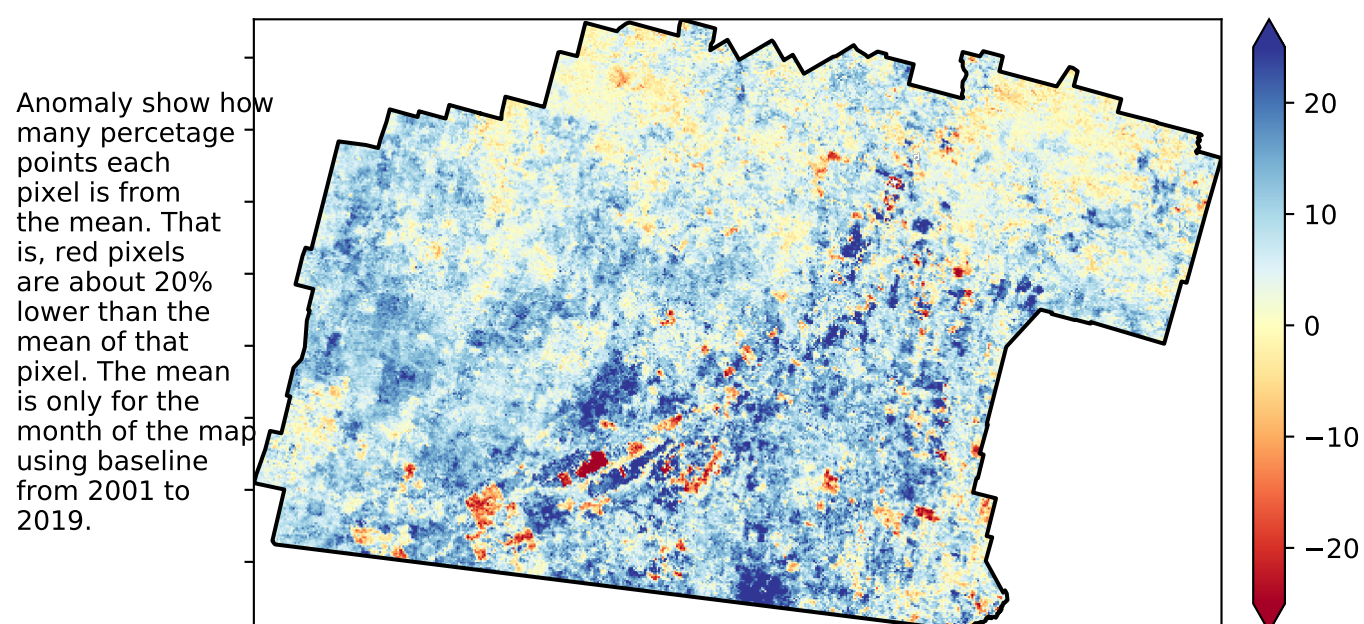 Anomaly show how
many percetage
points each
pixel is from
the mean. That
is, red pixels
are about 20%
lower than the
mean of that
pixel. The mean
is only for the
month of the map
using baseline
from 2001 to
2019.
20
10
0
−10
−20